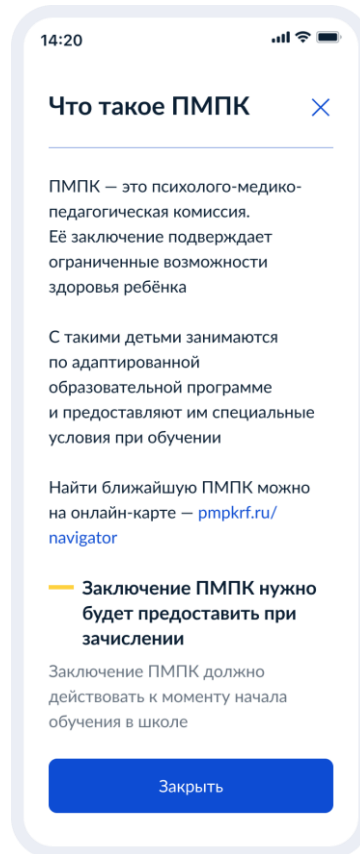 14:20
Что такое ПМПК
ПМПК — это психолого-медико-
педагогическая комиссия.
Её заключение подтверждает
ограниченные возможности
здоровья ребёнка
С такими детьми занимаются
по адаптированной
образовательной программе
и предоставляют им специальные
условия при обучении
Найти ближайшую ПМПК можно
на онлайн-карте — pmpkrf.ru/
navigator
Заключение ПМПК нужно
будет предоставить при
зачислении
Заключение ПМПК должно
действовать к моменту начала
обучения в школе
Закрыть